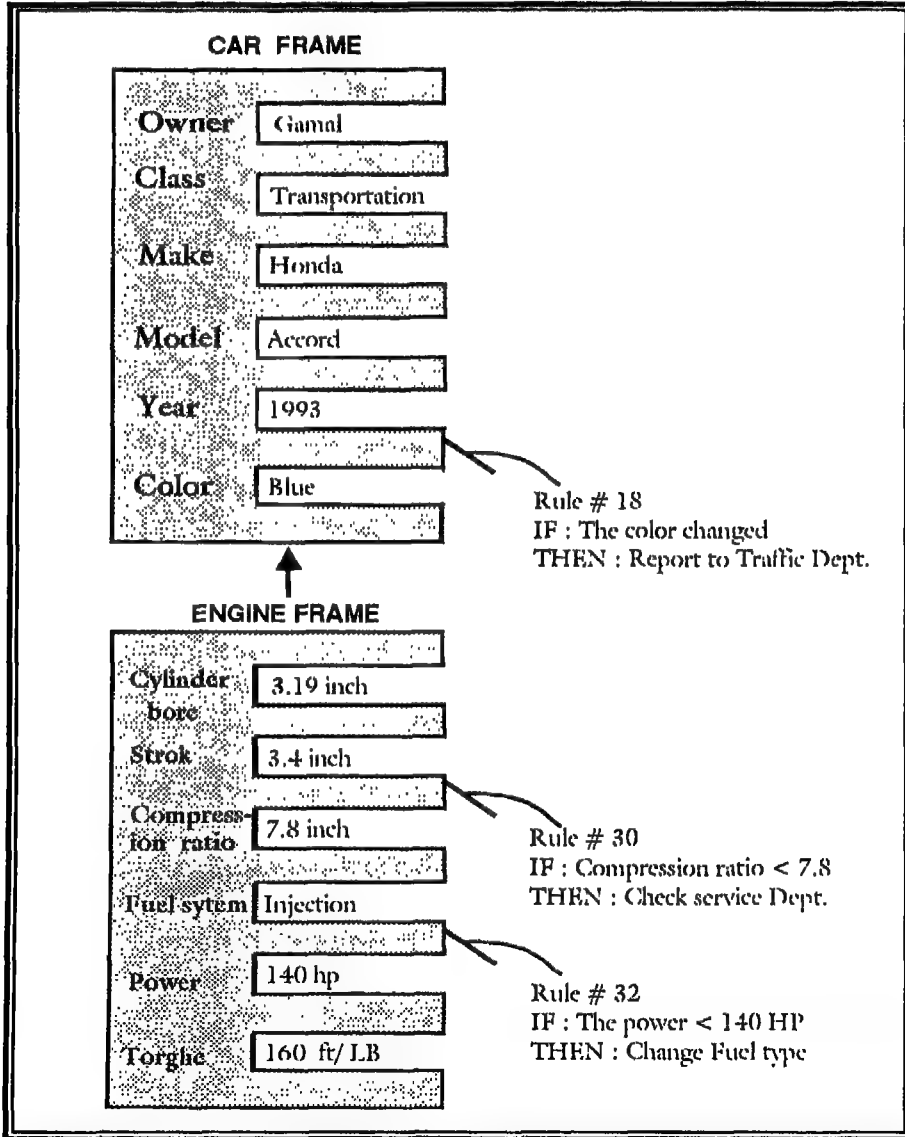 CAR FRAME
Owner Gamal
Class Transportation
Make Honda
Model Accord
Year 1993
Color Blue
Rule # 18
IF : The color changed
THEN : Report to Traffic Dept.
ENGINE FRAME
Cylinder bore 3.19 inch
Strok 3.4 inch
Compress-
ion ratio 7.8 inch
Rule # 30
IF : Compression ratio < 7.8
THEN : Check service Dept.
Fuel sytem Injection
Power 140 hp
Rule # 32
IF : The power < 140 HP
THEN : Change Fuel type
Torghe 160 ft/ LB